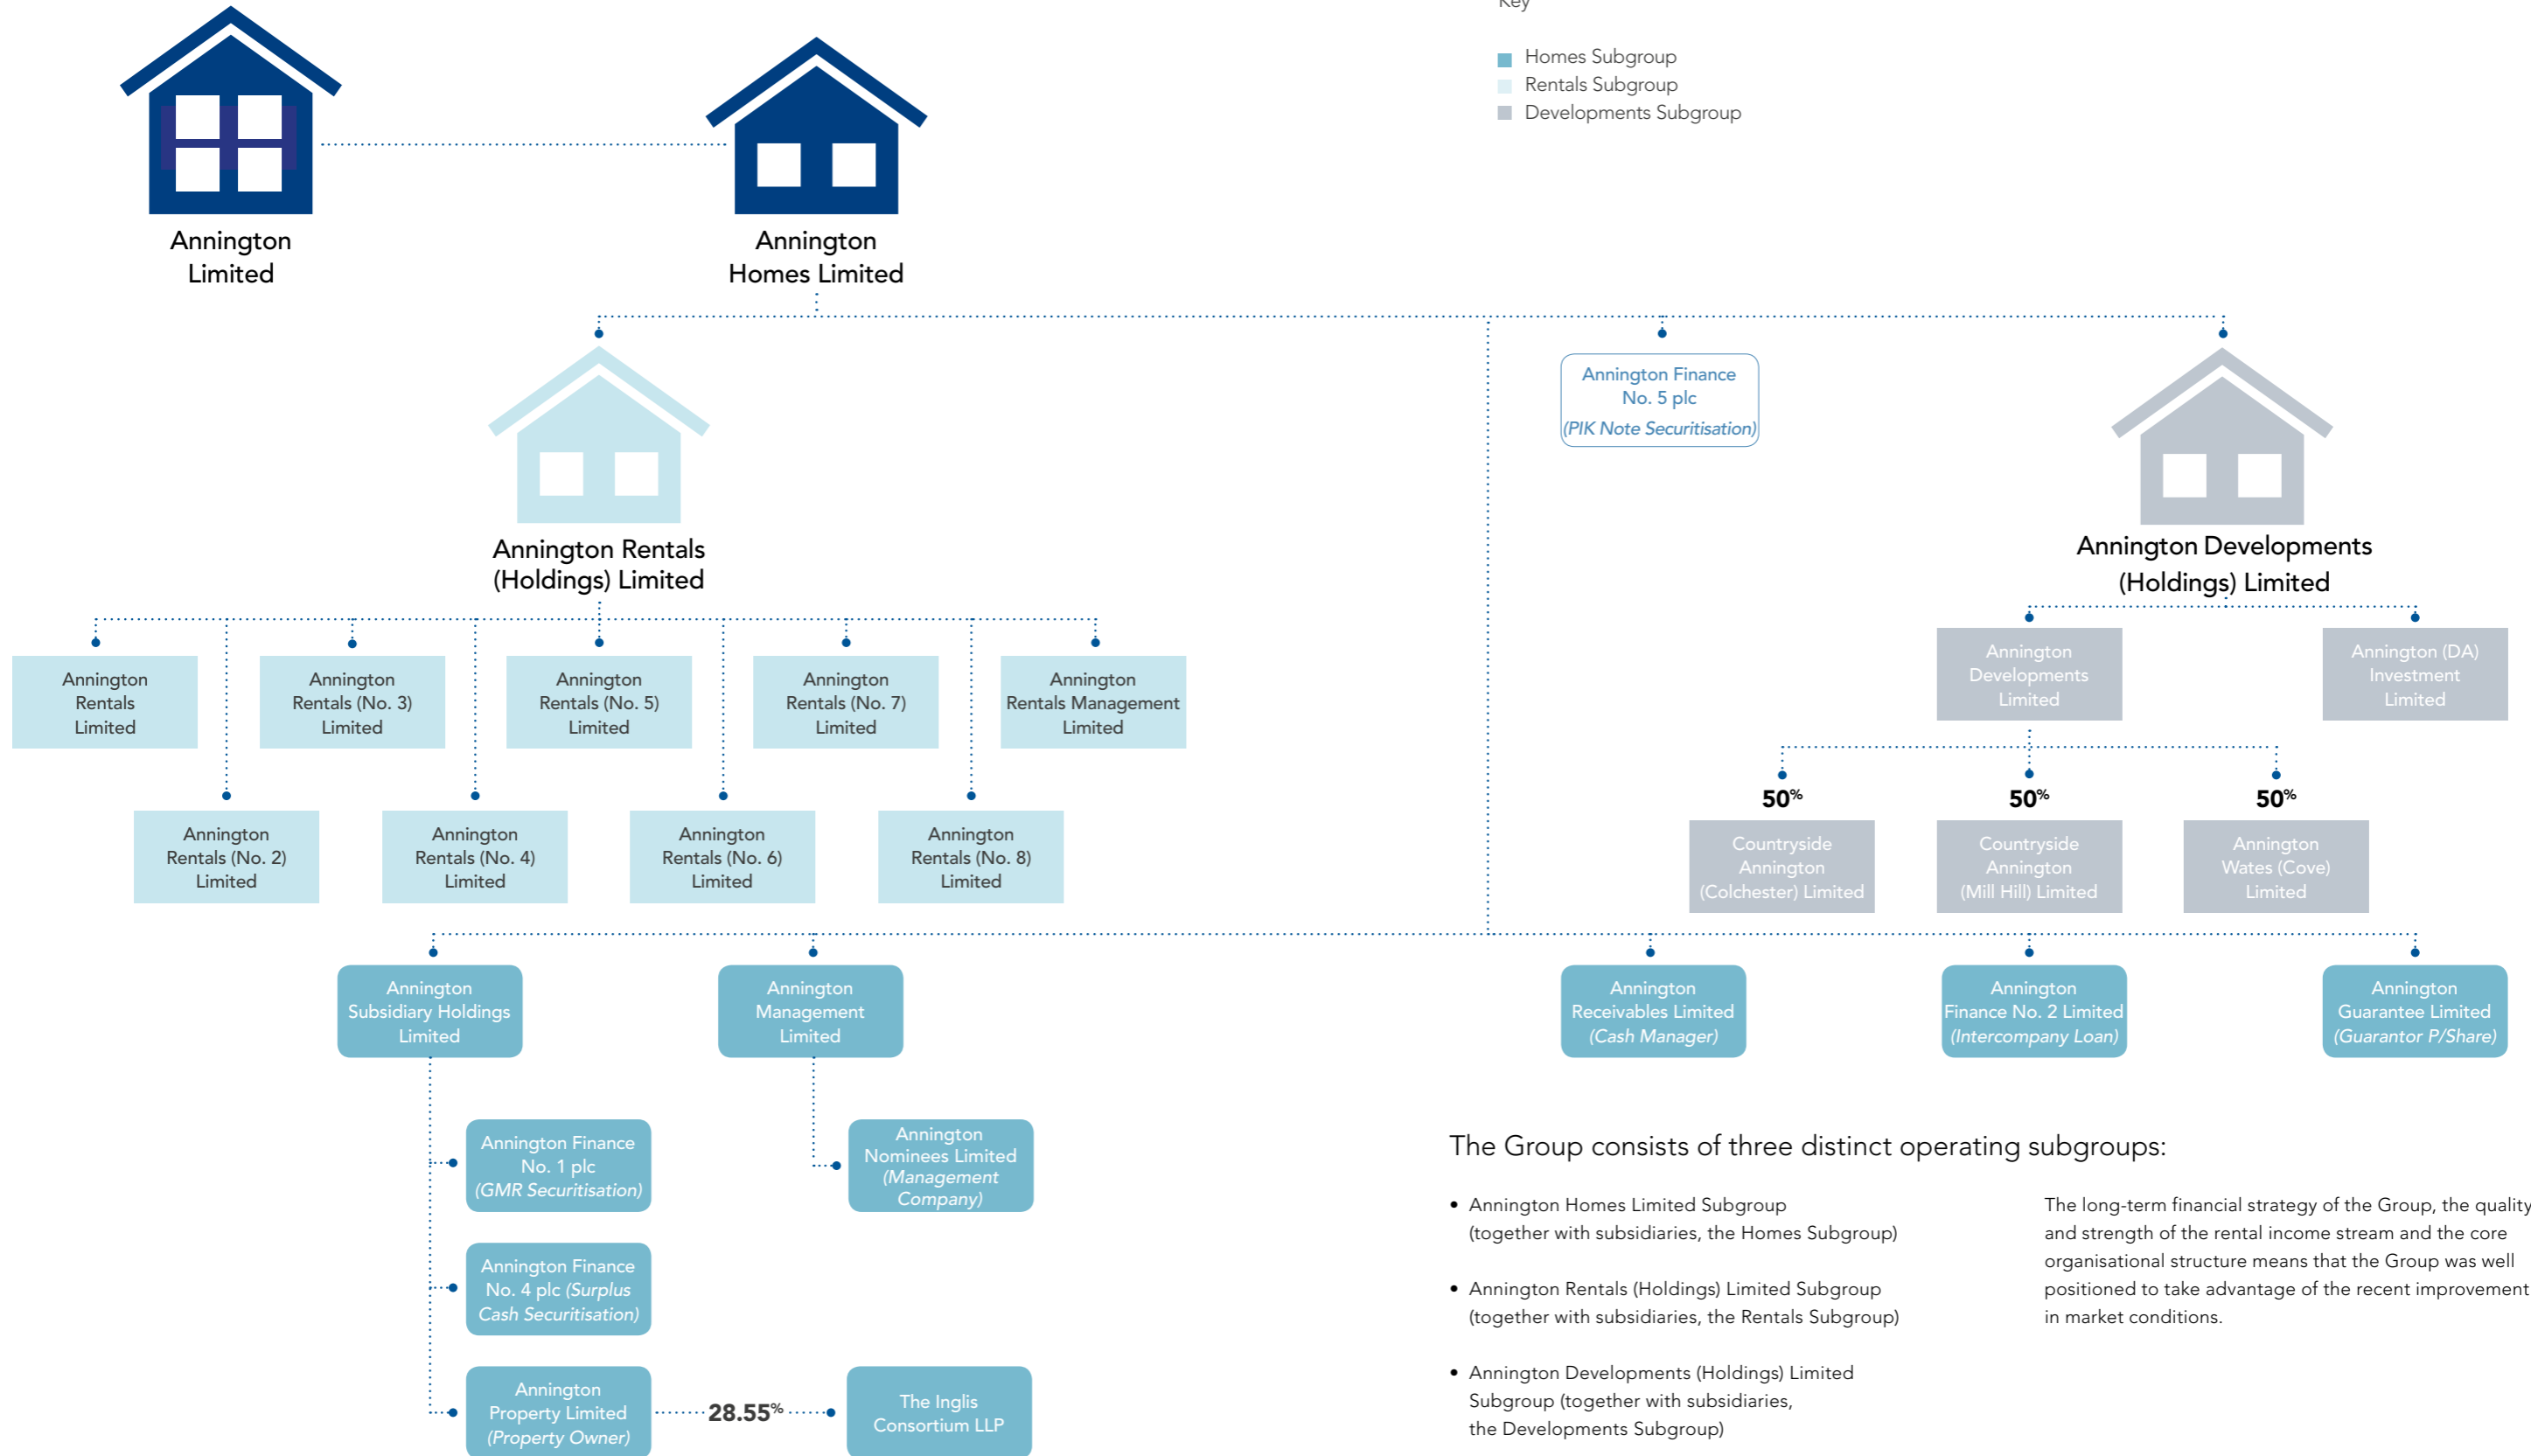 Key
Homes Subgroup
Rentals Subgroup
Developments Subgroup
Annington
Limited
Annington
Homes Limited
Annington Finance
No. 5 plc
(PIK Note Securitisation)
Annington Rentals
(Holdings) Limited
Annington Developments
(Holdings) Limited
Annington
Rentals
Limited
Annington
Rentals (No. 3)
Limited
Annington
Rentals (No. 5)
Limited
Annington
Rentals (No. 7)
Limited
Annington
Rentals Management
Limited
Annington
Developments
Limited
Annington (DA)
Investment
Limited
Annington
Rentals (No. 2)
Limited
Annington
Rentals (No. 4)
Limited
Annington
Rentals (No. 6)
Limited
Annington
Rentals (No. 8)
Limited
50%
Countryside
Annington
(Colchester) Limited
50%
Countryside
Annington
(Mill Hill) Limited
50%
Annington
Wates (Cove)
Limited
Annington
Subsidiary Holdings
Limited
Annington
Management
Limited
Annington
Receivables Limited
(Cash Manager)
Annington
Finance No. 2 Limited
(Intercompany Loan)
Annington
Guarantee Limited
(Guarantor P/Share)
Annington Finance
No. 1 plc
(GMR Securitisation)
Annington
Nominees Limited
(Management
Company)
Annington Finance
No. 4 plc (Surplus
Cash Securitisation)
Annington
Property Limited
(Property Owner)
28.55%
The Inglis
Consortium LLP
The Group consists of three distinct operating subgroups:
• Annington Homes Limited Subgroup
(together with subsidiaries, the Homes Subgroup)
• Annington Rentals (Holdings) Limited Subgroup
(together with subsidiaries, the Rentals Subgroup)
• Annington Developments (Holdings) Limited
Subgroup (together with subsidiaries,
the Developments Subgroup)
The long-term financial strategy of the Group, the quality
and strength of the rental income stream and the core
organisational structure means that the Group was well
positioned to take advantage of the recent improvement
in market conditions.